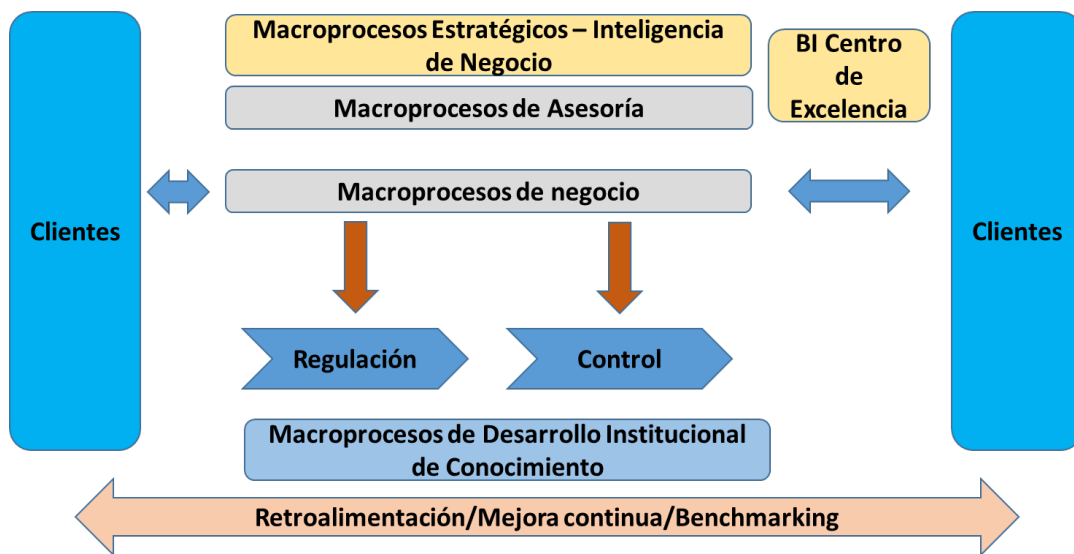 Macroprocesos Estratégicos – Inteligencia
de Negocio
BI Centro
de
Excelencia
Macroprocesos de Asesoría
Macroprocesos de negocio
Clientes
Clientes
Regulación
Control
Macroprocesos de Desarrollo Institucional
de Conocimiento
Retroalimentación/Mejora continua/Benchmarking